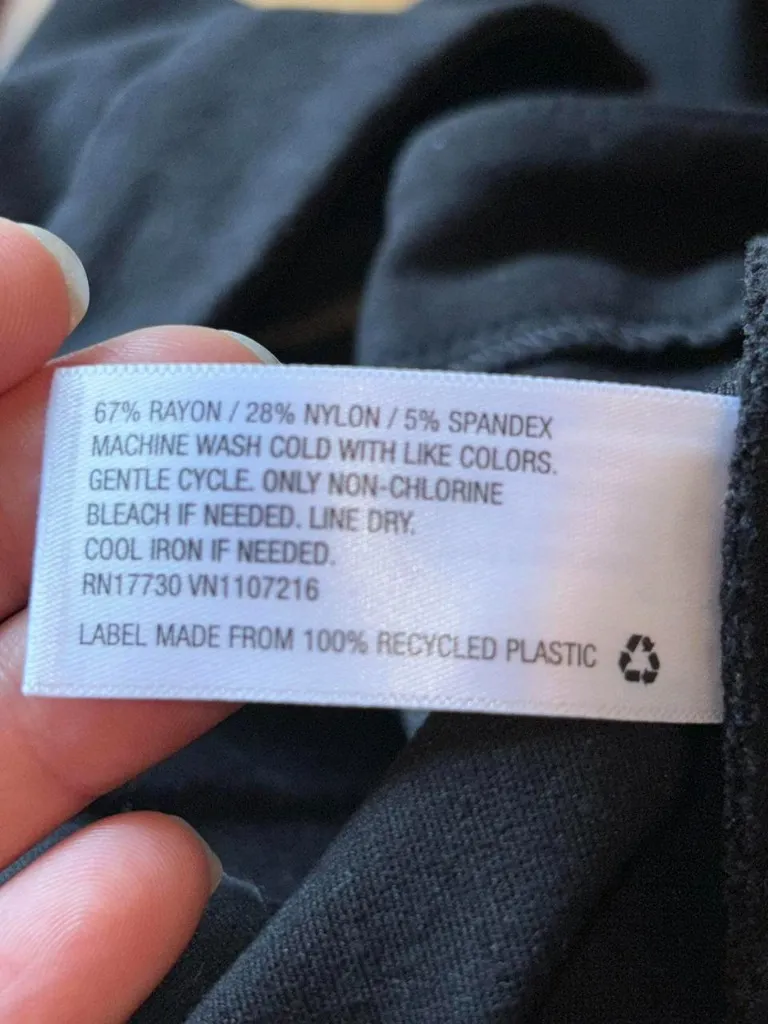 67% RAYON / 28% NYLON / 5% SPANDEX
MACHINE WASH COLD WITH LIKE COLORS.
GENTLE CYCLE. ONLY NON-CHLORINE
BLEACH IF NEEDED. LINE DRY.
COOL IRON IF NEEDED.
RN17730 VN1107216
LABEL MADE FROM 100% RECYCLED PLASTIC